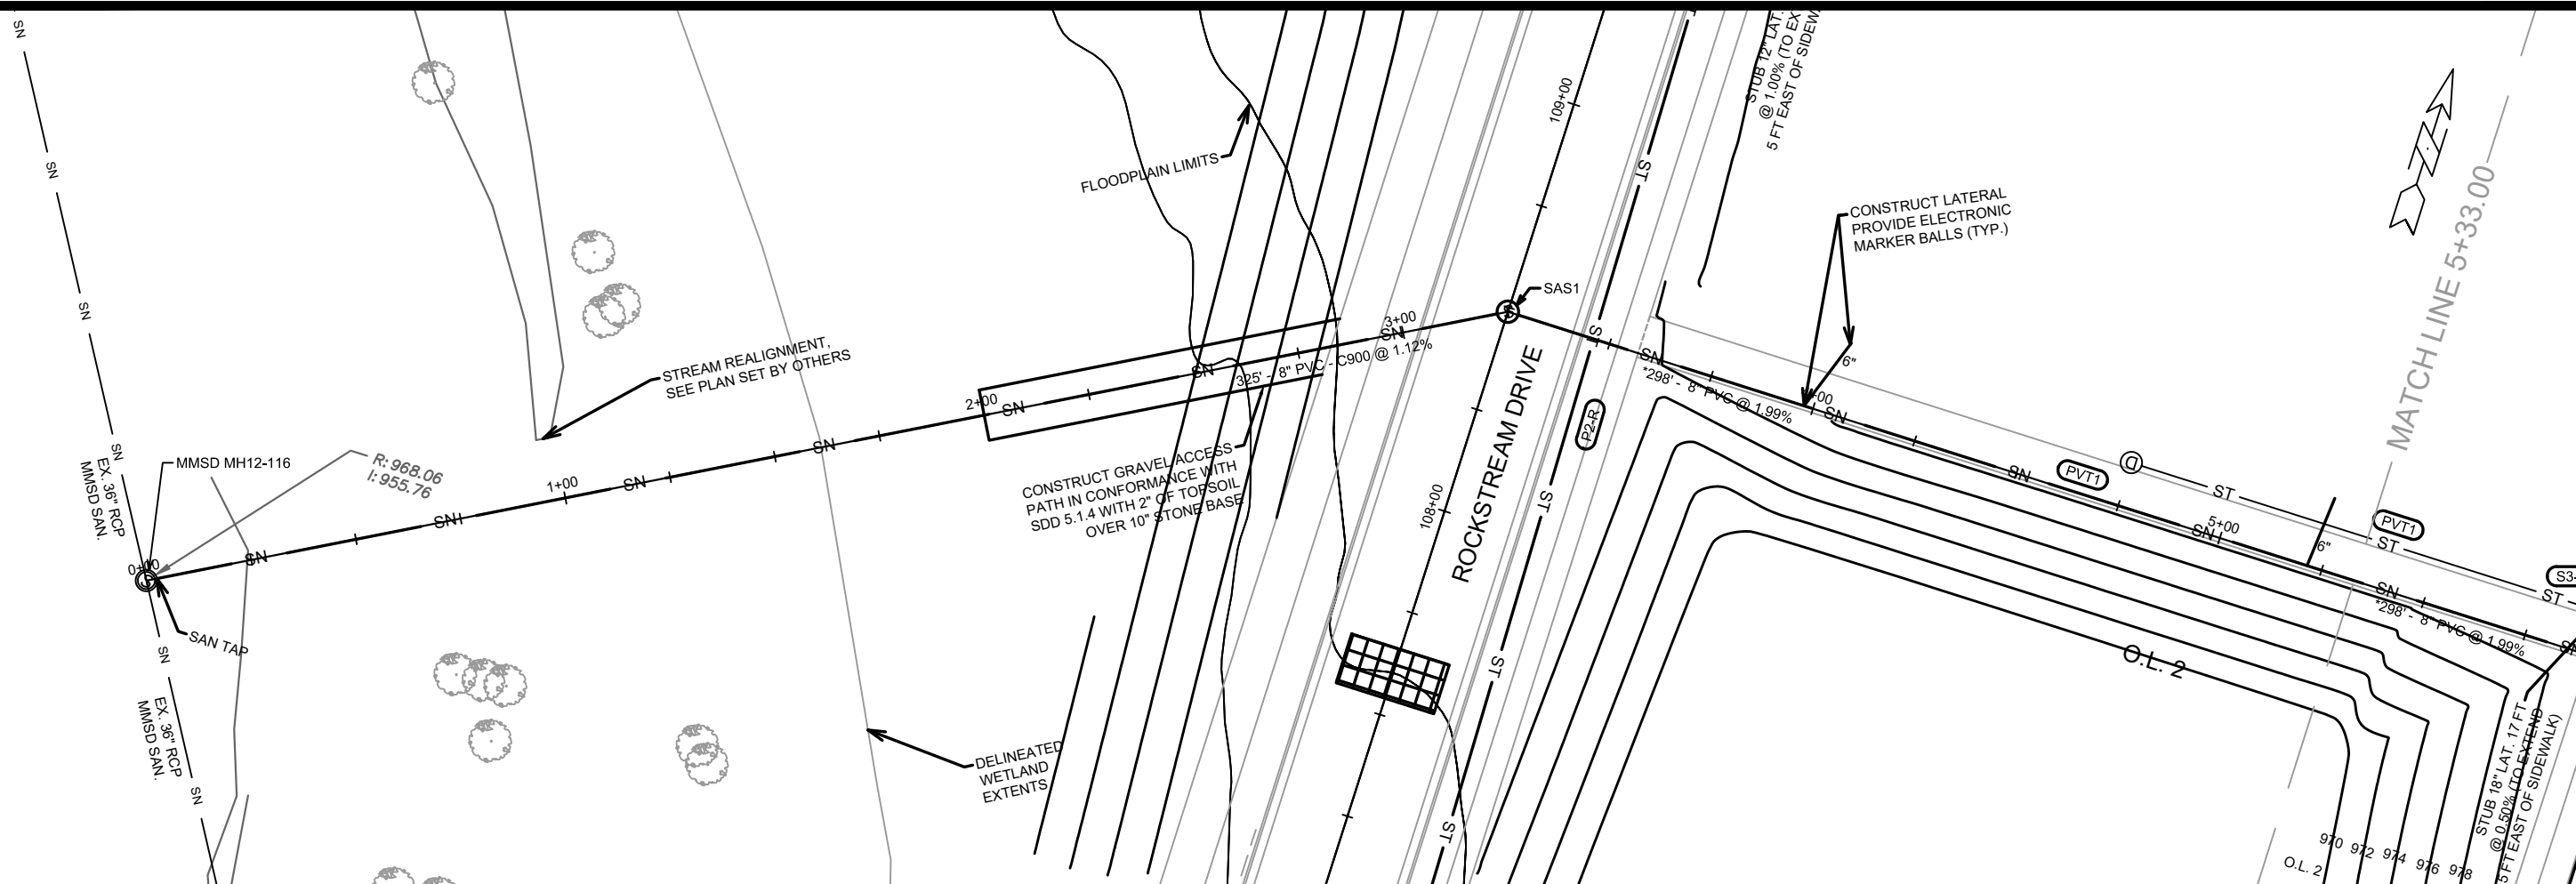 SN
SN
SN
SN
EX. 36" RCP
MMSD SAN.
MMSD MH12-116
R: 968.06
I: 955.76
0+00
SAN TAP
SN
EX. 36" RCP
MMSD SAN.
SN
SN
SN
1+00
SN
SN
STREAM REALIGNMENT,
SEE PLAN SET BY OTHERS
2+00
SN
SN
325' - 8" PVC - C900 @ 1.12%
3+00
SN
FLOODPLAIN LIMITS
CONSTRUCT GRAVEL ACCESS
PATH IN CONFORMANCE WITH
SDD 5.1.4 WITH 2" OF TOPSOIL
OVER 10" STONE BASE
DELINEATED
WETLAND
EXTENTS
109+00
108+00
ROCKSTREAM DRIVE
SAS1
ST
ST
ST
ST
ST
P2-R
STUB 12" LAT.
@ 1.00% (TO EX
5 FT EAST OF SIDEW
CONSTRUCT LATERAL
PROVIDE ELECTRONIC
MARKER BALLS (TYP.)
6"
SN
*298' - 8" PVC @ 1.99%
+00
SN
SN
PVT1
D
ST
SN
5+00
6"
PVT1
ST
MATCH LINE 5+33.00
S3-
ST
SN
*298' - 8" PVC @ 1.99%
O.L. 2
STUB 18" LAT. 17 FT
@ 0.50% (TO EXTEND
5 FT EAST OF SIDEWALK)
970
972
974
976
978
O.L. 2